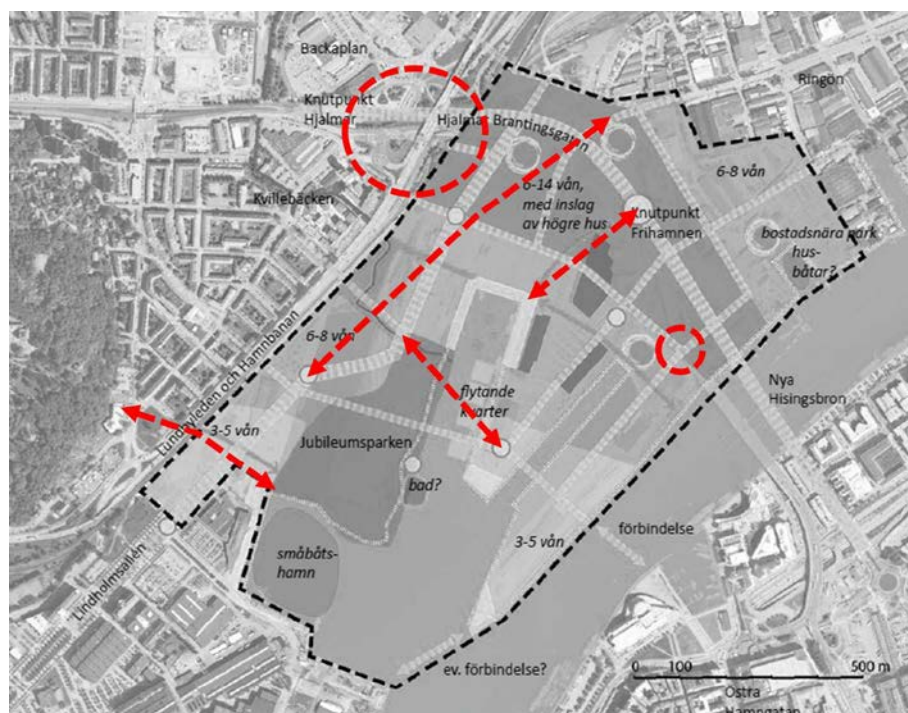 Backaplan
Ringön
Knutpunkt
Hjalmar
Hjalmar Brantingsgatan
Kvillebäcken
6-8 vån
6-14 vån,
med inslag
av högre hus
Knutpunkt
Frihamnen
bostadsnära park
hus-
båtar?
6-8 vån
Lundbyleden och Hamnbanan
flytande
kvarter
Nya
Hisingsbron
3-5 vån
Jubileumsparken
bad?
förbindelse
3-5 vån
småbåts-
hamn
Lindholmsallén
ev. förbindelse?
0 100 500 m
Östra
Hamngatan